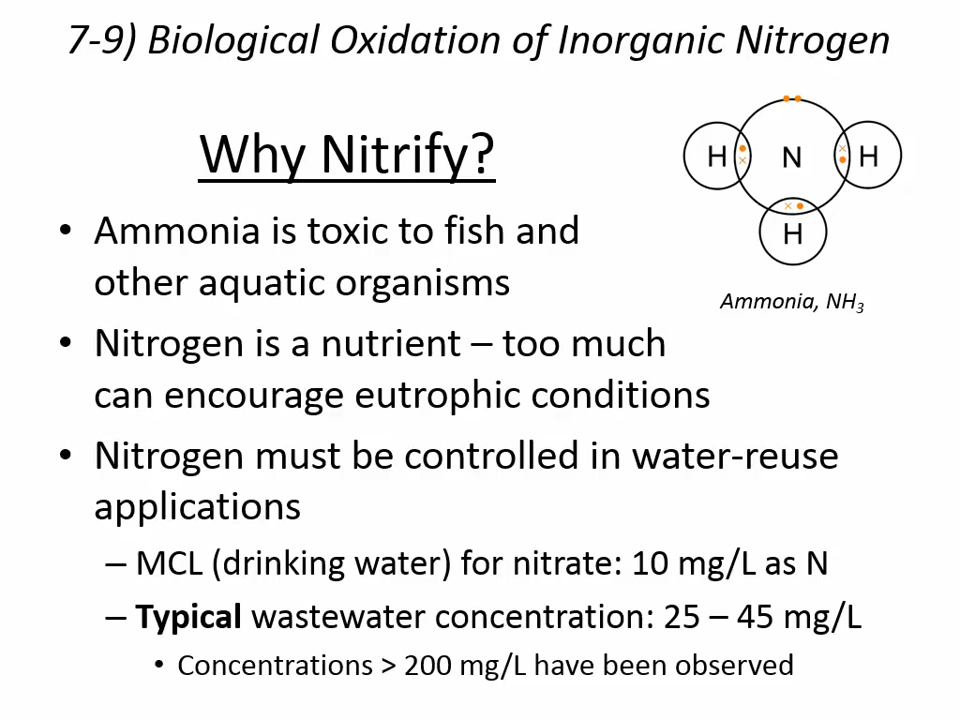 7-9) Biological Oxidation of Inorganic Nitrogen
Why Nitrify?
H N H
H
Ammonia, NH₃
• Ammonia is toxic to fish and
other aquatic organisms
• Nitrogen is a nutrient – too much
can encourage eutrophic conditions
• Nitrogen must be controlled in water-reuse
applications
– MCL (drinking water) for nitrate: 10 mg/L as N
– Typical wastewater concentration: 25 – 45 mg/L
• Concentrations > 200 mg/L have been observed